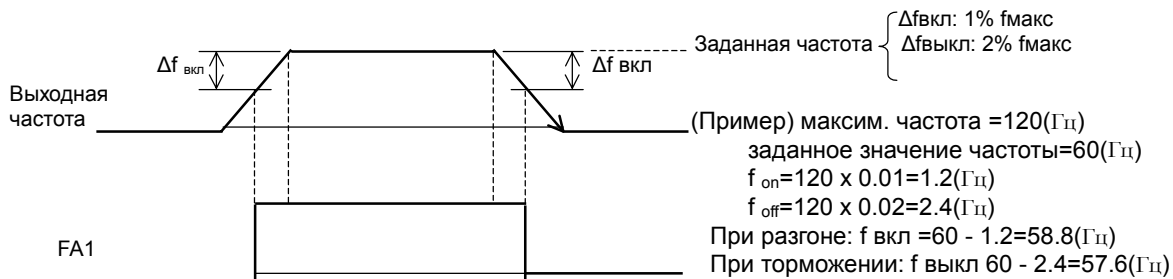 Δfвкл: 1% fмакс
Заданная частота
Δfвыкл: 2% fмакс
Δf вкл
Δf вкл
Выходная
частота
(Пример) максим. частота =120(Гц)
заданное значение частоты=60(Гц)
f on=120 x 0.01=1.2(Гц)
f off=120 x 0.02=2.4(Гц)
FA1
При разгоне: f вкл =60 - 1.2=58.8(Гц)
При торможении: f выкл 60 - 2.4=57.6(Гц)